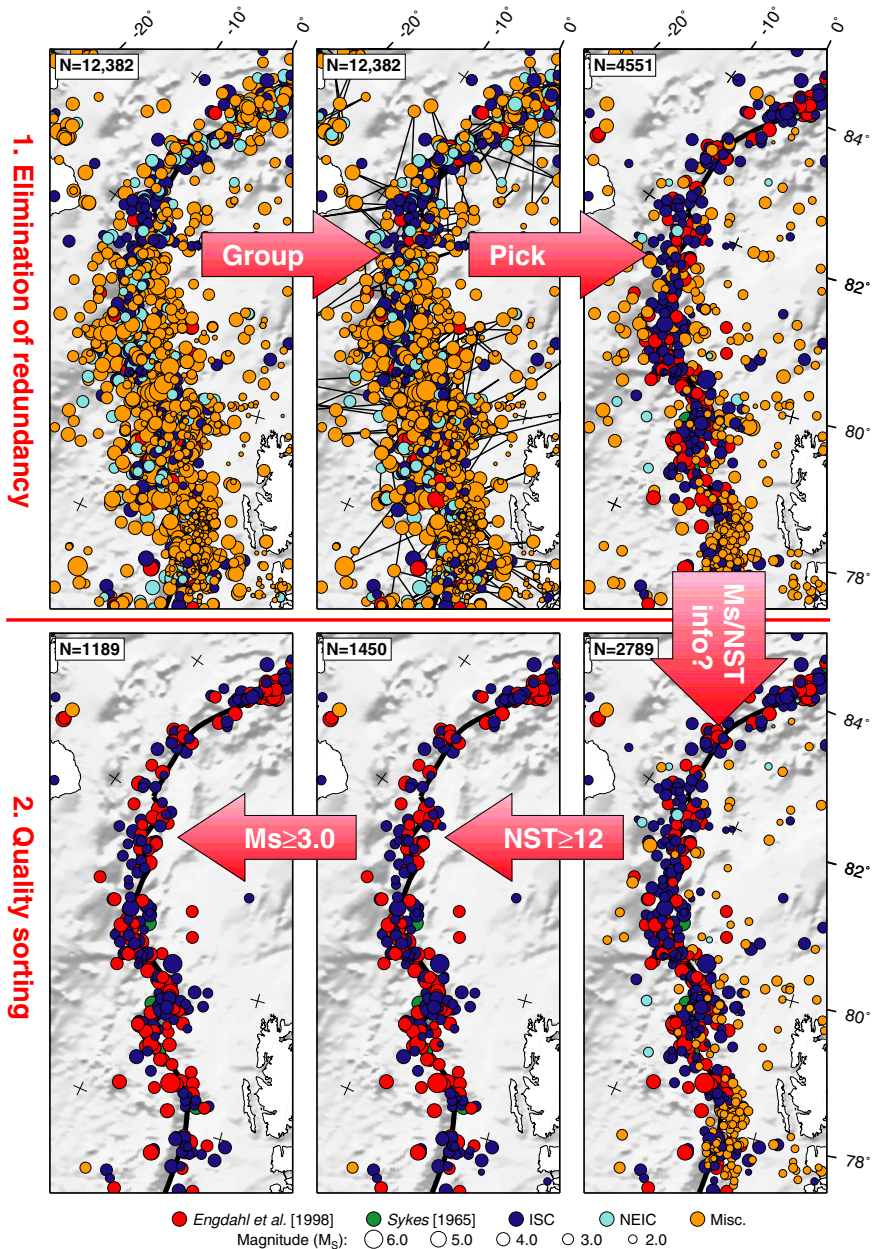 -20°
-10°
0°
-20°
-10°
0°
-20°
-10°
0°
N=12,382
N=12,382
N=4551
84°
82°
80°
78°
Group
Pick
1. Elimination of redundancy
Ms/NST
info?
N=1189
N=1450
N=2789
84°
82°
80°
78°
Ms≥3.0
NST≥12
2. Quality sorting
Engdahl et al. [1998] Sykes [1965] ISC NEIC Misc.
Magnitude (MS): 6.0 5.0 4.0 3.0 2.0